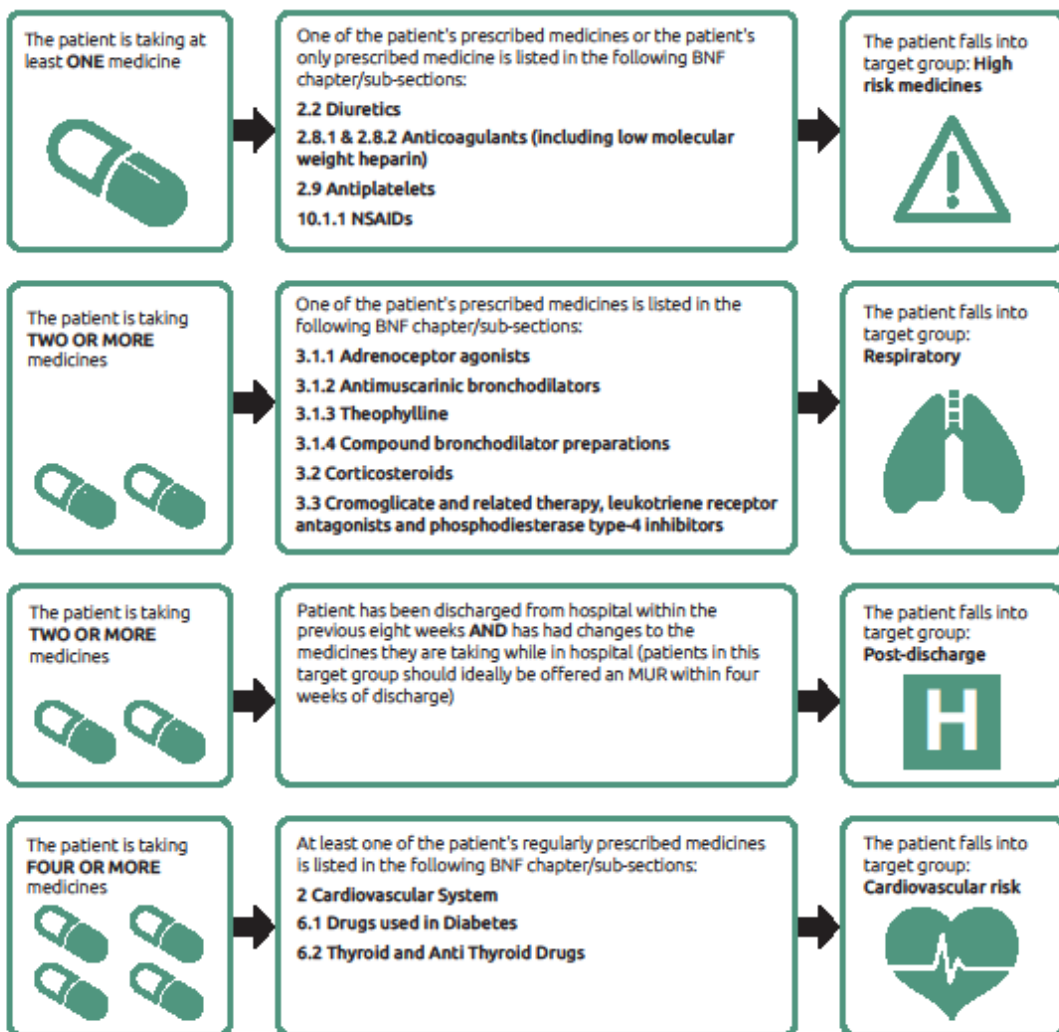 The patient is taking at
least ONE medicine
One of the patient's prescribed medicines or the patient's
only prescribed medicine is listed in the following BNF
chapter/sub-sections:
2.2 Diuretics
2.8.1 & 2.8.2 Anticoagulants (including low molecular
weight heparin)
2.9 Antiplatelets
10.1.1 NSAIDs
The patient falls into
target group: High
risk medicines
The patient is taking
TWO OR MORE
medicines
One of the patient's prescribed medicines is listed in the
following BNF chapter/sub-sections:
3.1.1 Adrenoceptor agonists
3.1.2 Antimuscarinic bronchodilators
3.1.3 Theophylline
3.1.4 Compound bronchodilator preparations
3.2 Corticosteroids
3.3 Cromoglicate and related therapy, leukotriene receptor
antagonists and phosphodiesterase type-4 inhibitors
The patient falls into
target group:
Respiratory
The patient is taking
TWO OR MORE
medicines
Patient has been discharged from hospital within the
previous eight weeks AND has had changes to the
medicines they are taking while in hospital (patients in this
target group should ideally be offered an MUR within four
weeks of discharge)
The patient falls into
target group:
Post-discharge
H
The patient is taking
FOUR OR MORE
medicines
At least one of the patient's regularly prescribed medicines
is listed in the following BNF chapter/sub-sections:
2 Cardiovascular System
6.1 Drugs used in Diabetes
6.2 Thyroid and Anti Thyroid Drugs
The patient falls into
target group:
Cardiovascular risk